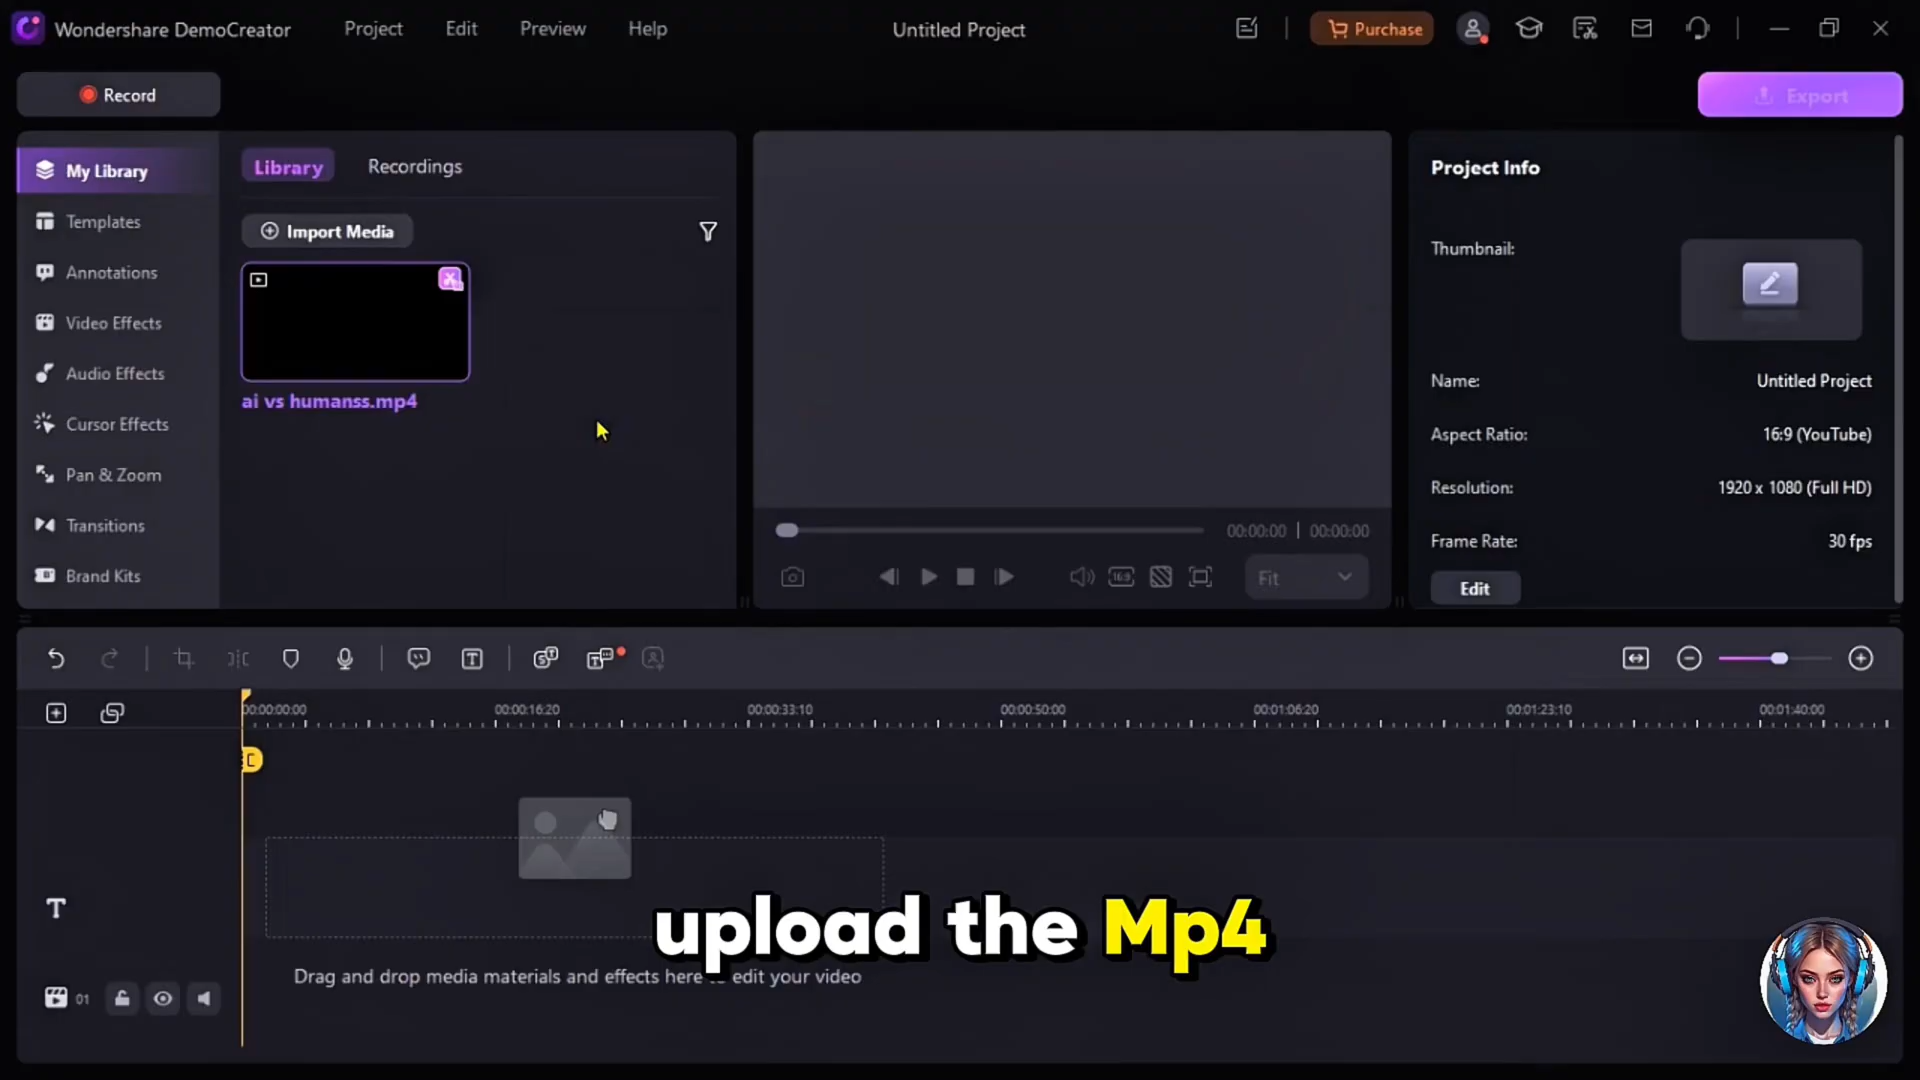 Wondershare DemoCreator
Project
Edit
Preview
Help
Untitled Project
Purchase
Record
Export
My Library
Templates
Annotations
Video Effects
Audio Effects
Cursor Effects
Pan & Zoom
Transitions
Brand Kits
Library
Recordings
Import Media
ai vs humanss.mp4
00:00:00 | 00:00:00
16:9
Fit
Project Info
Thumbnail:
Name:
Untitled Project
Aspect Ratio:
16:9 (YouTube)
Resolution:
1920 x 1080 (Full HD)
Frame Rate:
30 fps
Edit
00:00:00:00
00:00:16:20
00:00:33:10
00:00:50:00
00:01:06:20
00:01:23:10
00:01:40:00
upload the Mp4
Drag and drop media materials and effects here edit your video
01